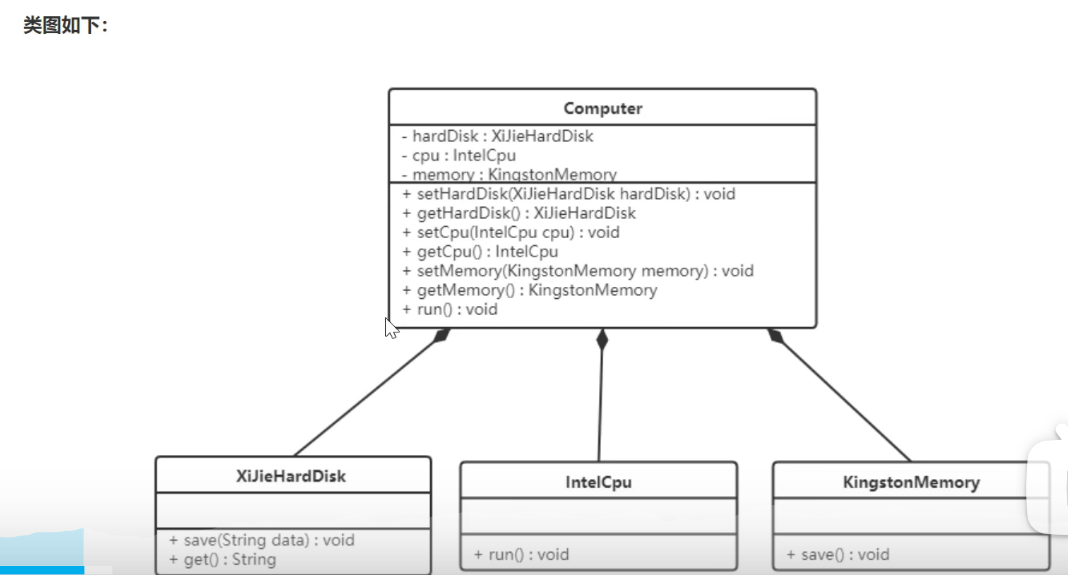 类图如下：
Computer
- hardDisk : XiJieHardDisk
- cpu : IntelCpu
- memory : KingstonMemory
+ setHardDisk(XiJieHardDisk hardDisk) : void
+ getHardDisk() : XiJieHardDisk
+ setCpu(IntelCpu cpu) : void
+ getCpu() : IntelCpu
+ setMemory(KingstonMemory memory) : void
+ getMemory() : KingstonMemory
+ run() : void
XiJieHardDisk
+ save(String data) : void
+ get() : String
IntelCpu
+ run() : void
KingstonMemory
+ save() : void